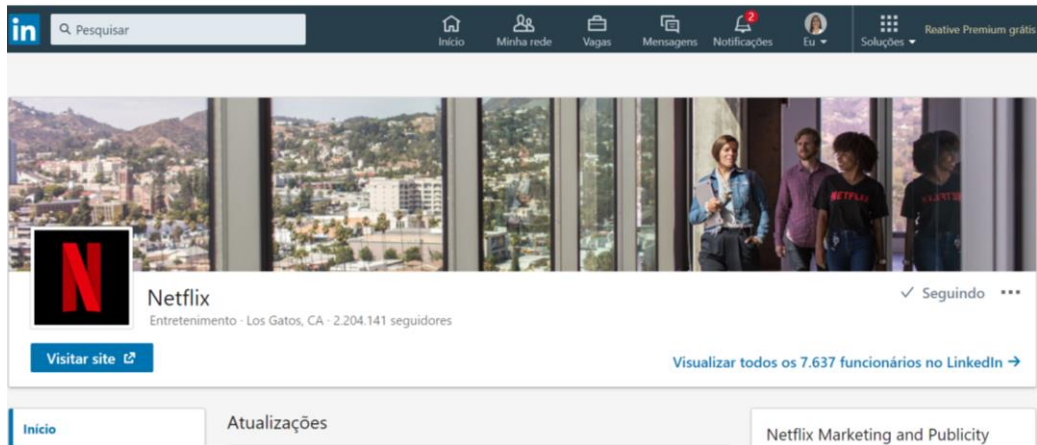 in Pesquisar
Início Minha rede Vagas Mensagens 2 Notificações Eu Soluções Reative Premium grátis
NETFLIX
N
Netflix
Entretenimento · Los Gatos, CA · 2.204.141 seguidores
Seguindo
Visitar site
Visualizar todos os 7.637 funcionários no LinkedIn →
Início
Atualizações
Netflix Marketing and Publicity